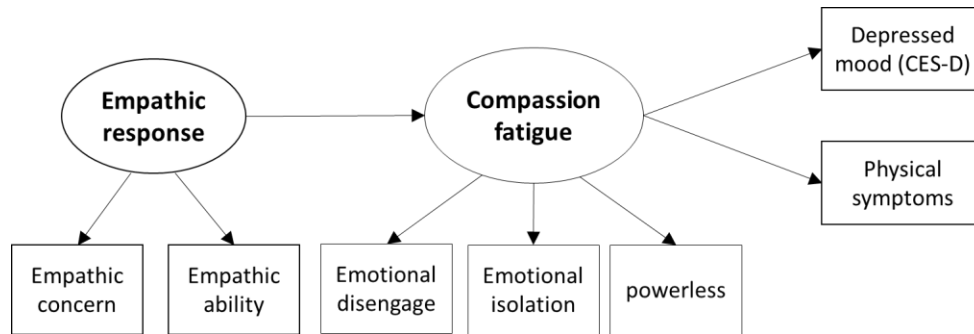 Empathic
response
Compassion
fatigue
Depressed
mood (CES-D)
Physical
symptoms
Empathic
concern
Empathic
ability
Emotional
disengage
Emotional
isolation
powerless